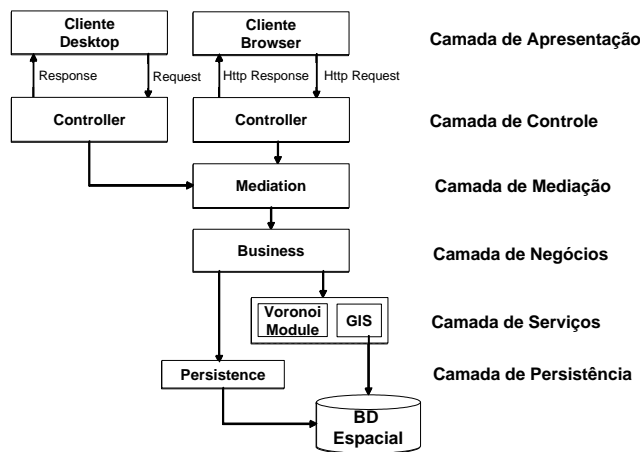 Cliente
Desktop
Cliente
Browser
Camada de Apresentação
Response
Request
Http Response
Http Request
Controller
Controller
Camada de Controle
Mediation
Camada de Mediação
Business
Camada de Negócios
Voronoi
Module
GIS
Camada de Serviços
Persistence
Camada de Persistência
BD
Espacial